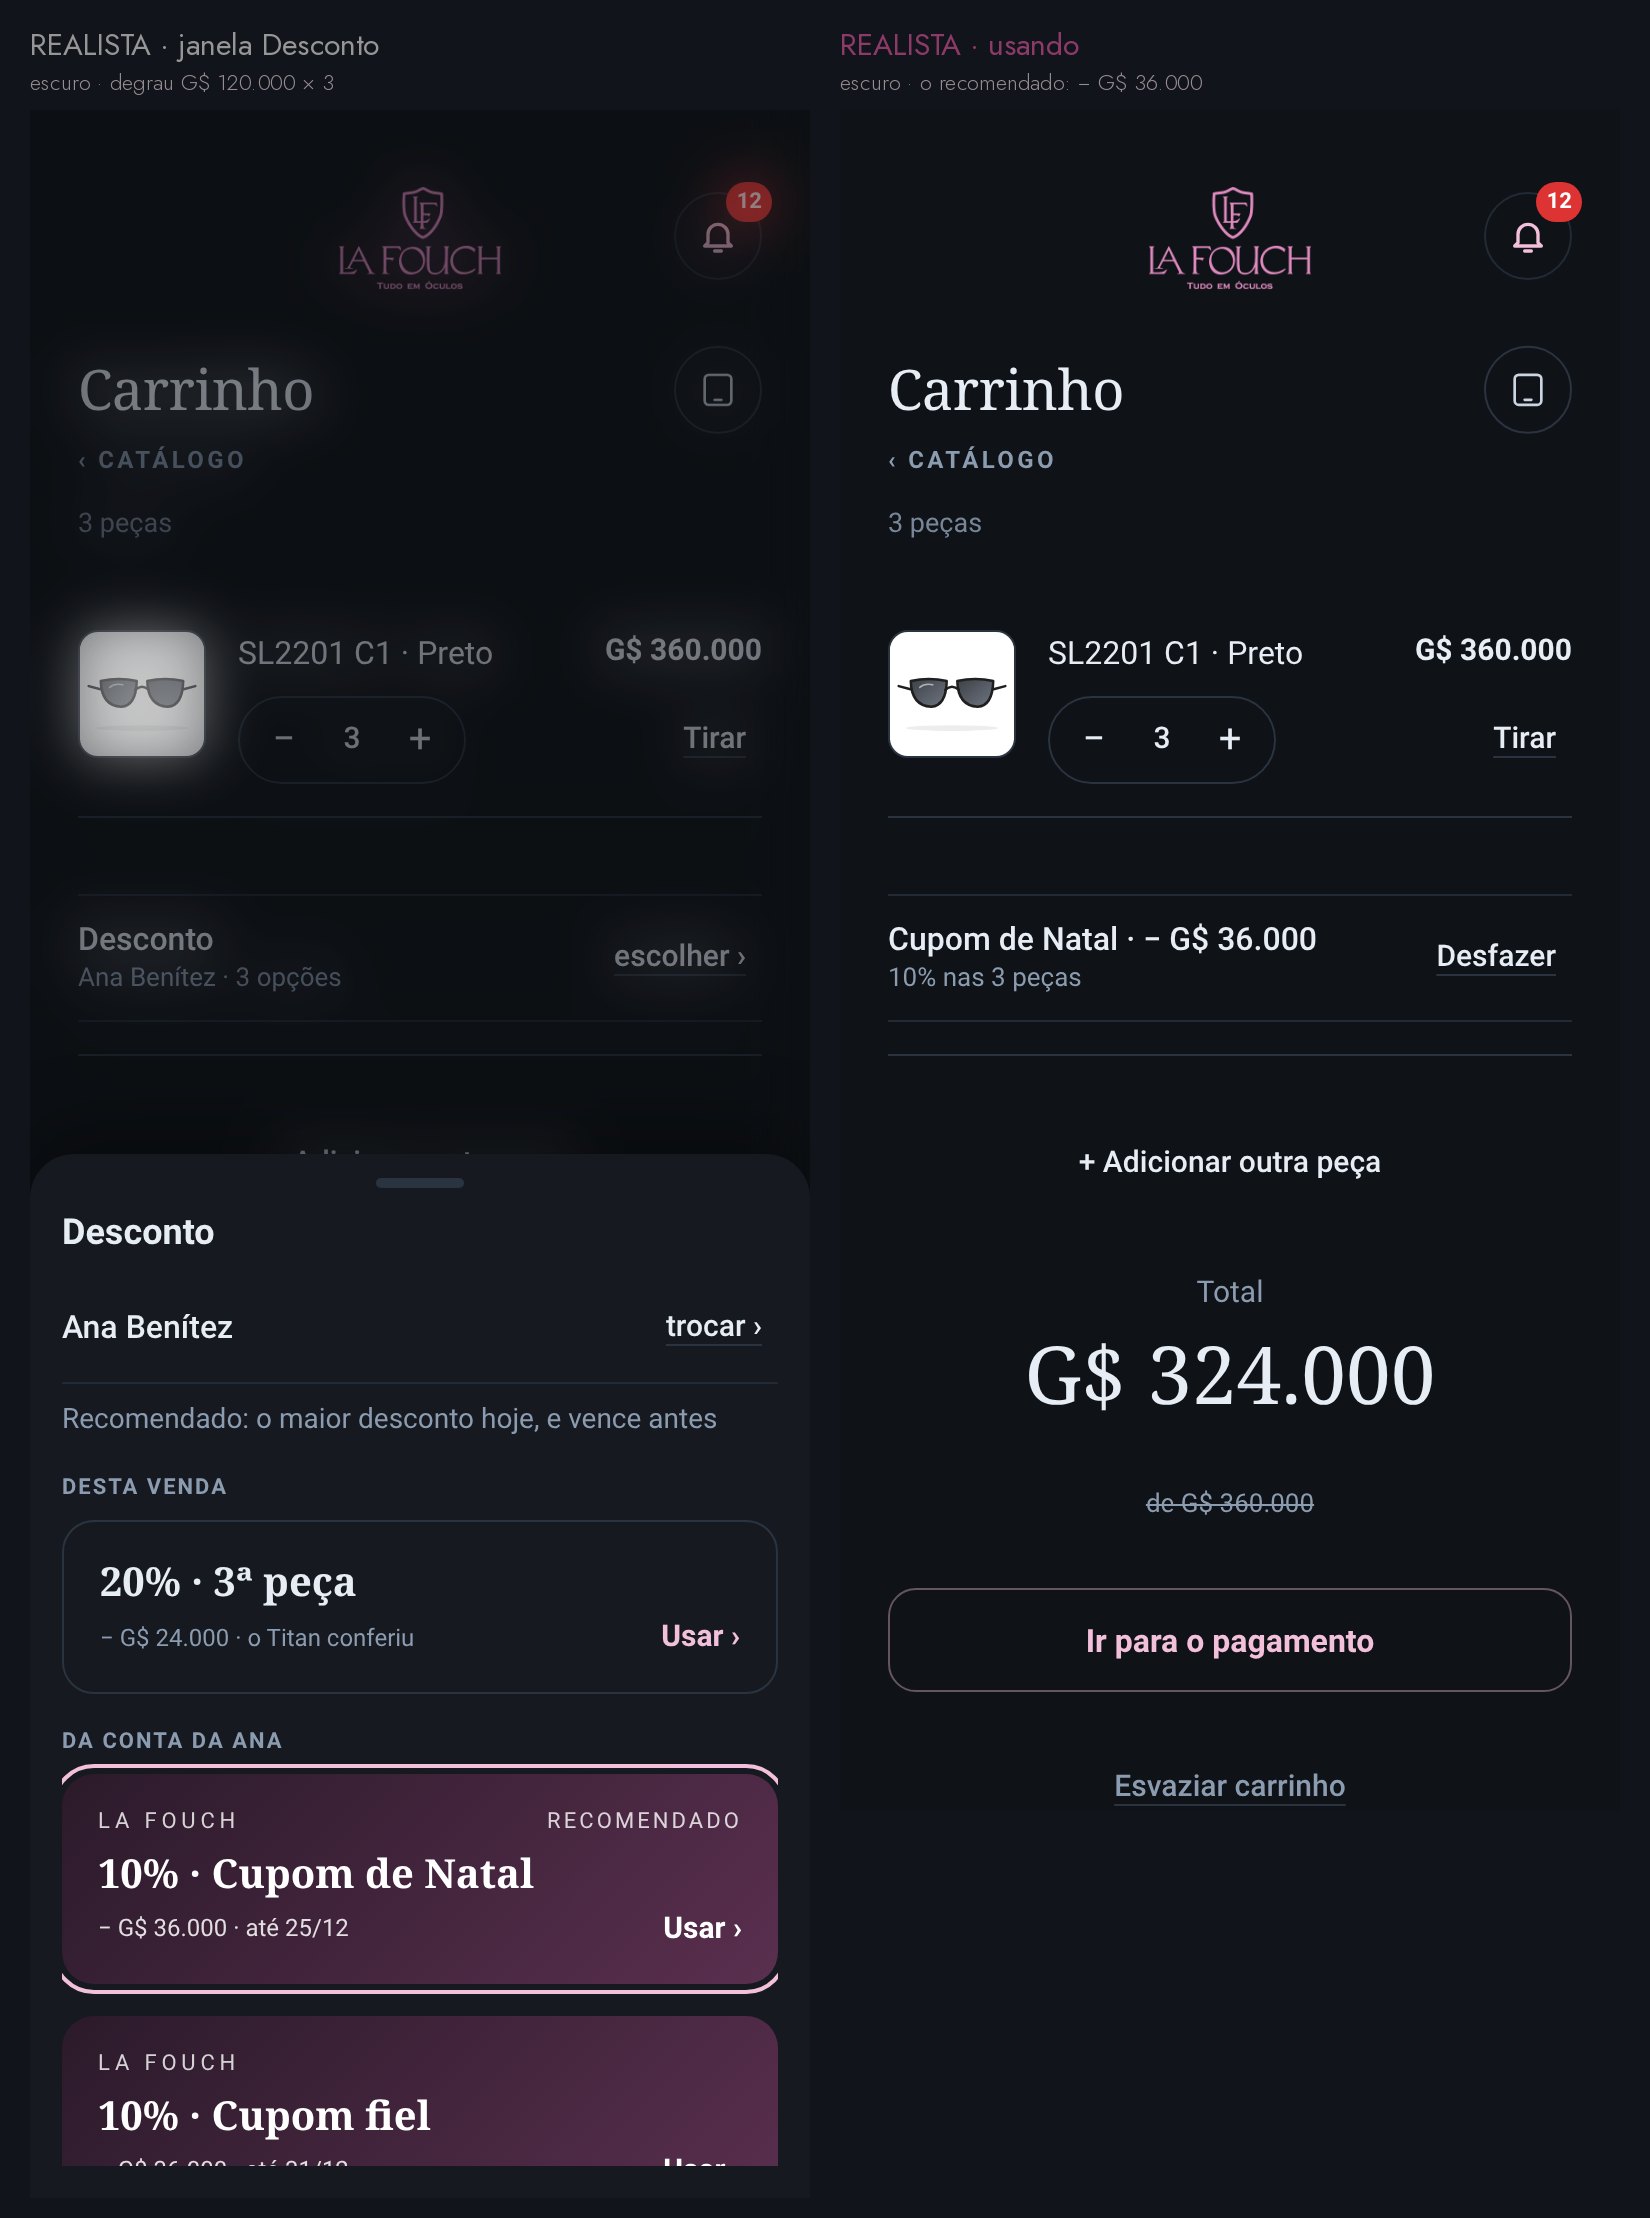 REALISTA · janela Desconto
escuro · degrau G$ 120.000 × 3
12
LF
LA FOUCH
TUDO EM ÓCULOS
Carrinho
‹ CATÁLOGO
3 peças
SL2201 C1 · Preto
G$ 360.000
− 3 +
Tirar
Desconto
Ana Benítez · 3 opções
escolher ›
Desconto
Ana Benítez
trocar ›
Recomendado: o maior desconto hoje, e vence antes
DESTA VENDA
20% · 3ª peça
− G$ 24.000 · o Titan conferiu
Usar ›
DA CONTA DA ANA
LA FOUCH
RECOMENDADO
10% · Cupom de Natal
− G$ 36.000 · até 25/12
Usar ›
LA FOUCH
10% · Cupom fiel
REALISTA · usando
escuro · o recomendado: − G$ 36.000
12
LF
LA FOUCH
TUDO EM ÓCULOS
Carrinho
‹ CATÁLOGO
3 peças
SL2201 C1 · Preto
G$ 360.000
− 3 +
Tirar
Cupom de Natal · − G$ 36.000
10% nas 3 peças
Desfazer
+ Adicionar outra peça
Total
G$ 324.000
de G$ 360.000
Ir para o pagamento
Esvaziar carrinho